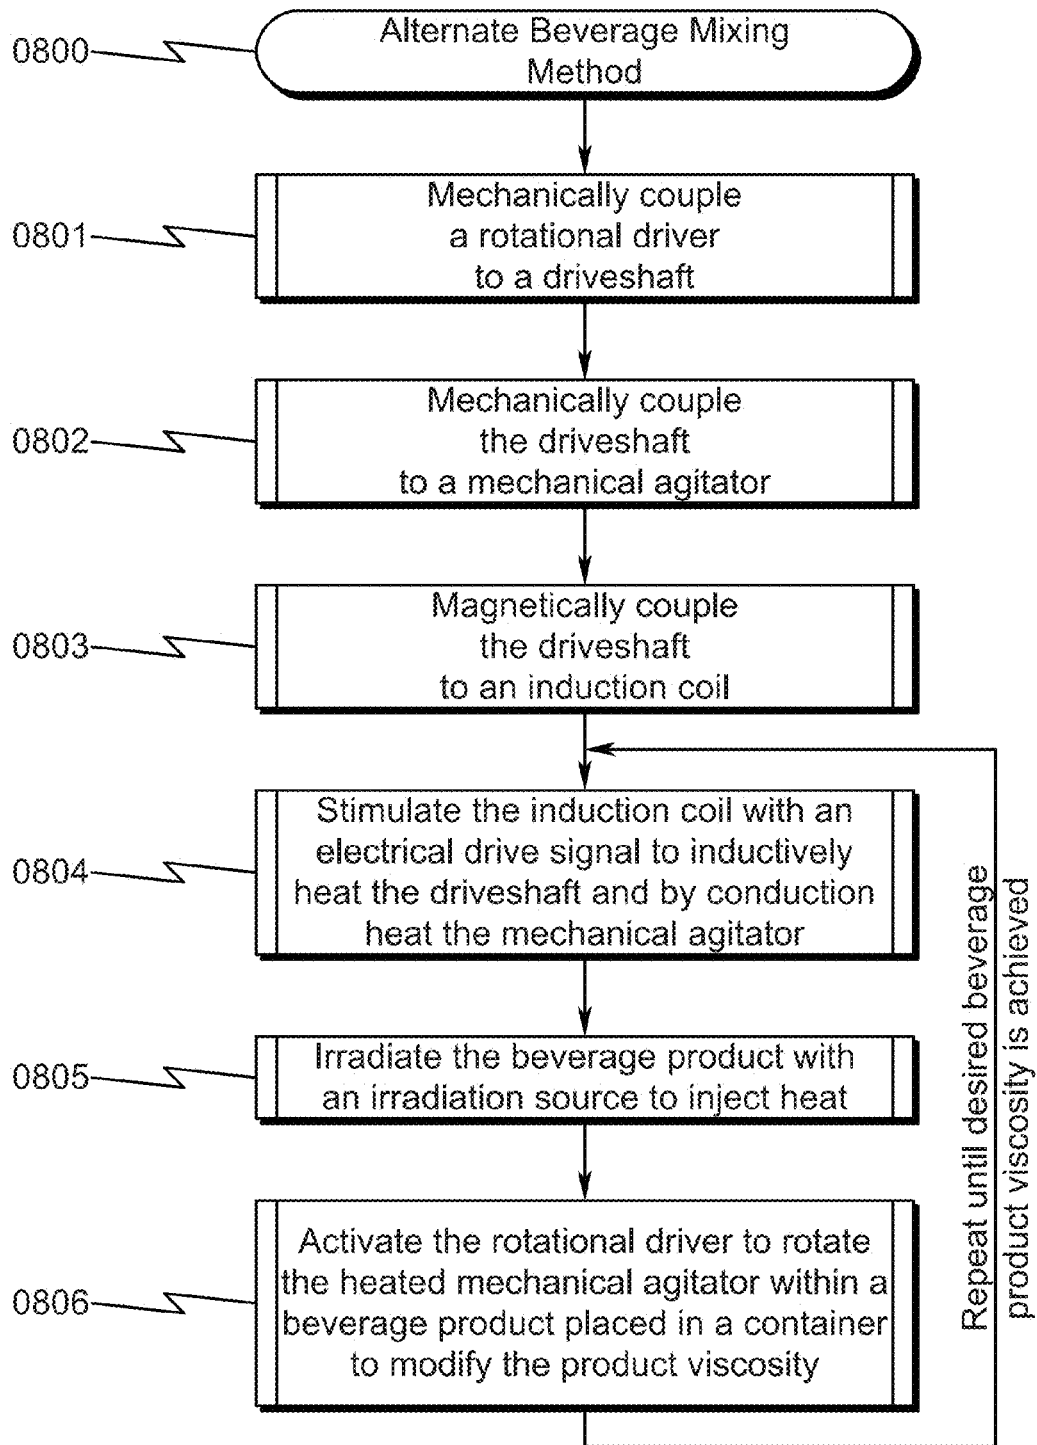 0800
Alternate Beverage Mixing
Method
0801
Mechanically couple
a rotational driver
to a driveshaft
0802
Mechanically couple
the driveshaft
to a mechanical agitator
0803
Magnetically couple
the driveshaft
to an induction coil
0804
Stimulate the induction coil with an
electrical drive signal to inductively
heat the driveshaft and by conduction
heat the mechanical agitator
0805
Irradiate the beverage product with
an irradiation source to inject heat
0806
Activate the rotational driver to rotate
the heated mechanical agitator within a
beverage product placed in a container
to modify the product viscosity
Repeat until desired beverage
product viscosity is achieved